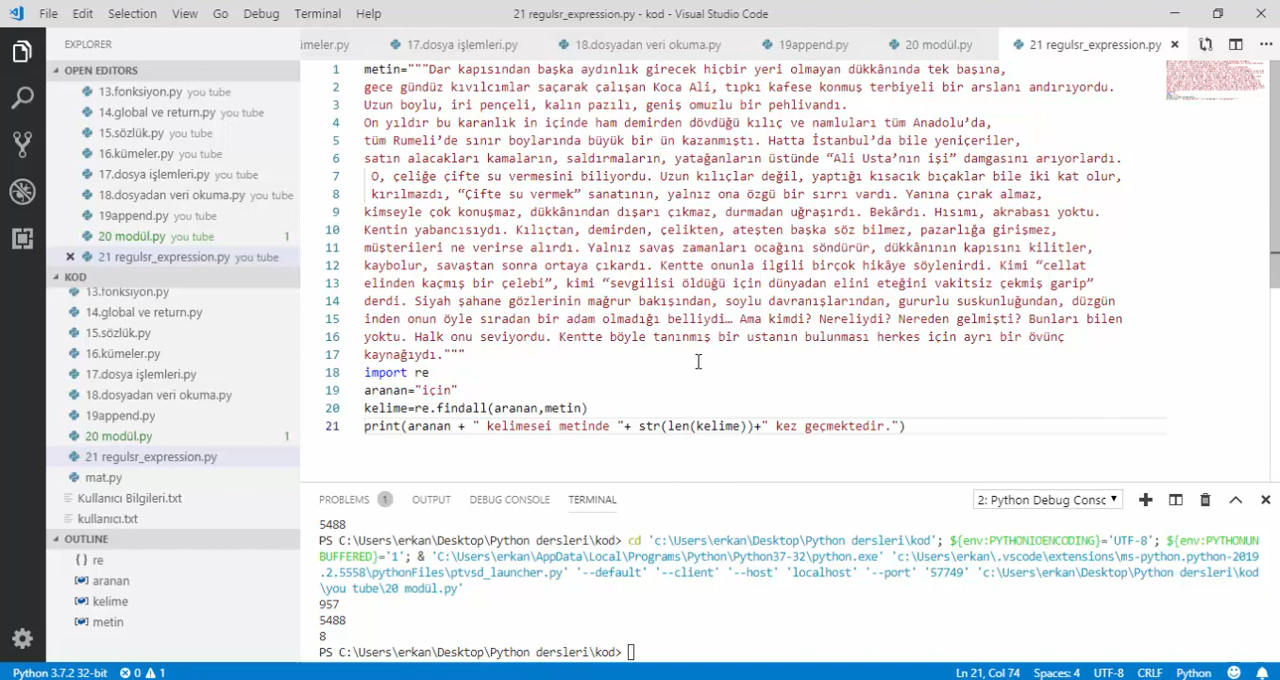 File Edit Selection View Go Debug Terminal Help 21 regulsr_expression.py - kod - Visual Studio Code
EXPLORER
OPEN EDITORS
13.fonksiyon.py you tube
14.global ve return.py you tube
15.sözlük.py you tube
16.kümeler.py you tube
17.dosya işlemleri.py you tube
18.dosyadan veri okuma.py you tube
19append.py you tube
20 modül.py you tube 1
21 regulsr_expression.py you tube
KOD
13.fonksiyon.py
14.global ve return.py
15.sözlük.py
16.kümeler.py
17.dosya işlemleri.py
18.dosyadan veri okuma.py
19append.py
20 modül.py 1
21 regulsr_expression.py
mat.py
Kullanıcı Bilgileri.txt
kullanıcı.txt
OUTLINE
{ } re
aranan
kelime
metin
ımeler.py 17.dosya işlemleri.py 18.dosyadan veri okuma.py 19append.py 20 modül.py 21 regulsr_expression.py
1 metin="""Dar kapısından başka aydınlık girecek hiçbir yeri olmayan dükkânında tek başına,
2 gece gündüz kıvılcımlar saçarak çalışan Koca Ali, tıpkı kafese konmuş terbiyeli bir arslanı andırıyordu.
3 Uzun boylu, iri pençeli, kalın pazılı, geniş omuzlu bir pehlivandı.
4 On yıldır bu karanlık in içinde ham demirden dövdüğü kılıç ve namluları tüm Anadolu’da,
5 tüm Rumeli’de sınır boylarında büyük bir ün kazanmıştı. Hatta İstanbul’da bile yeniçeriler,
6 satın alacakları kamaların, saldırmaların, yatağanların üstünde “Ali Usta’nın işi” damgasını arıyorlardı.
7 O, çeliğe çifte su vermesini biliyordu. Uzun kılıçlar değil, yaptığı kısacık bıçaklar bile iki kat olur,
8 kırılmazdı, “Çifte su vermek” sanatının, yalnız ona özgü bir sırrı vardı. Yanına çırak almaz,
9 kimseyle çok konuşmaz, dükkânından dışarı çıkmaz, durmadan uğraşırdı. Bekârdı. Hısımı, akrabası yoktu.
10 Kentin yabancısıydı. Kılıçtan, demirden, çelikten, ateşten başka söz bilmez, pazarlığa girişmez,
11 müşterileri ne verirse alırdı. Yalnız savaş zamanları ocağını söndürür, dükkânının kapısını kilitler,
12 kaybolur, savaştan sonra ortaya çıkardı. Kentte onunla ilgili birçok hikâye söylenirdi. Kimi “cellat
13 elinden kaçmış bir çelebi”, kimi “sevgilisi öldüğü için dünyadan elini eteğini vakitsiz çekmiş garip”
14 derdi. Siyah şahane gözlerinin mağrur bakışından, soylu davranışlarından, gururlu suskunluğundan, düzgün
15 inden onun öyle sıradan bir adam olmadığı belliydi… Ama kimdi? Nereliydi? Nereden gelmişti? Bunları bilen
16 yoktu. Halk onu seviyordu. Kentte böyle tanınmış bir ustanın bulunması herkes için ayrı bir övünç
17 kaynağıydı."""
18 import re
19 aranan="için"
20 kelime=re.findall(aranan,metin)
21 print(aranan + " kelimesei metinde "+ str(len(kelime))+" kez geçmektedir.")
PROBLEMS 1 OUTPUT DEBUG CONSOLE TERMINAL 2: Python Debug Consc
5488
PS C:\Users\erkan\Desktop\Python dersleri\kod> cd 'c:\Users\erkan\Desktop\Python dersleri\kod'; ${env:PYTHONIOENCODING}='UTF-8'; ${env:PYTHONUN
BUFFERED}='1'; & 'C:\Users\erkan\AppData\Local\Programs\Python\Python37-32\python.exe' 'c:\Users\erkan\.vscode\extensions\ms-python.python-2019
.2.5558\pythonFiles\ptvsd_launcher.py' '--default' '--client' '--host' 'localhost' '--port' '57749' 'c:\Users\erkan\Desktop\Python dersleri\kod
\you tube\20 modül.py'
957
5488
8
PS C:\Users\erkan\Desktop\Python dersleri\kod>
Python 3.7.2 32-bit 0 1 Ln 21, Col 74 Spaces: 4 UTF-8 CRLF Python